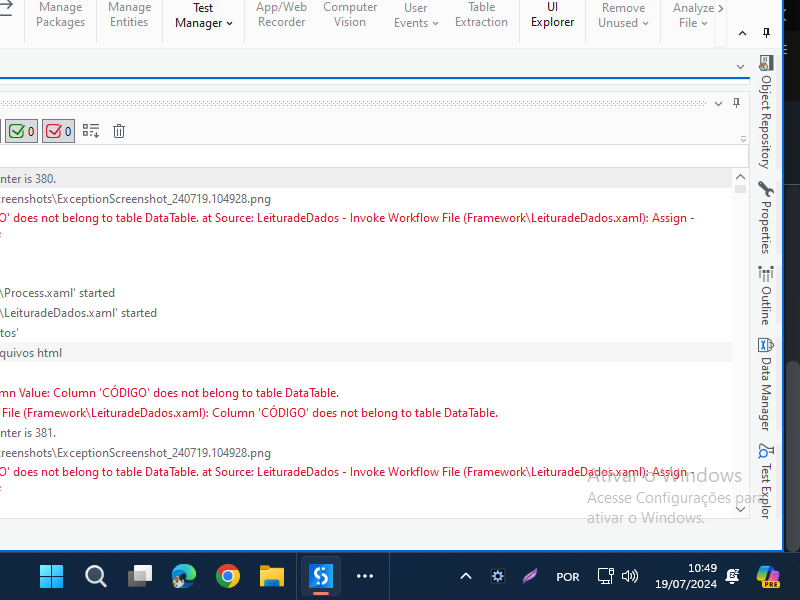 Manage Packages
Manage Entities
Test Manager
App/Web Recorder
Computer Vision
User Events
Table Extraction
UI Explorer
Remove Unused
Analyze File
Object Repository
Properties
Outline
Data Manager
Test Explor
0
0
nter is 380.
reenshots\ExceptionScreenshot_240719.104928.png
O' does not belong to table DataTable. at Source: LeituradeDados - Invoke Workflow File (Framework\LeituradeDados.xaml): Assign -
\Process.xaml' started
\LeituradeDados.xaml' started
tos'
quivos html
mn Value: Column 'CÓDIGO' does not belong to table DataTable.
File (Framework\LeituradeDados.xaml): Column 'CÓDIGO' does not belong to table DataTable.
nter is 381.
reenshots\ExceptionScreenshot_240719.104928.png
O' does not belong to table DataTable. at Source: LeituradeDados - Invoke Workflow File (Framework\LeituradeDados.xaml): Assign -
Ativar o Windows
Acesse Configurações para
ativar o Windows.
POR
10:49
19/07/2024
PRE